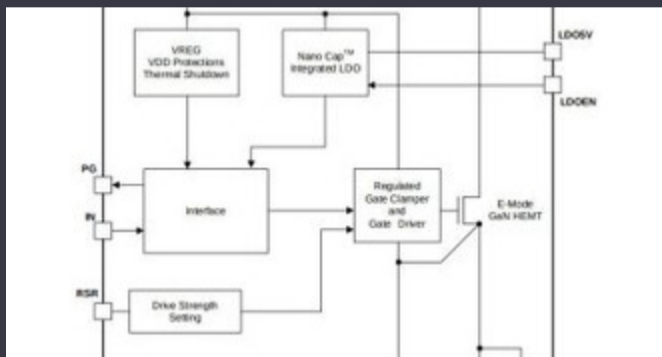 VREG
VDD Protections
Thermal Shutdown
Nano Cap™
Integrated LDO
LDO5V
LDOEN
PG
IN
Interface
Regulated
Gate Clamper
and
Gate Driver
E-Mode
GaN HEMT
RSR
Drive Strength
Setting